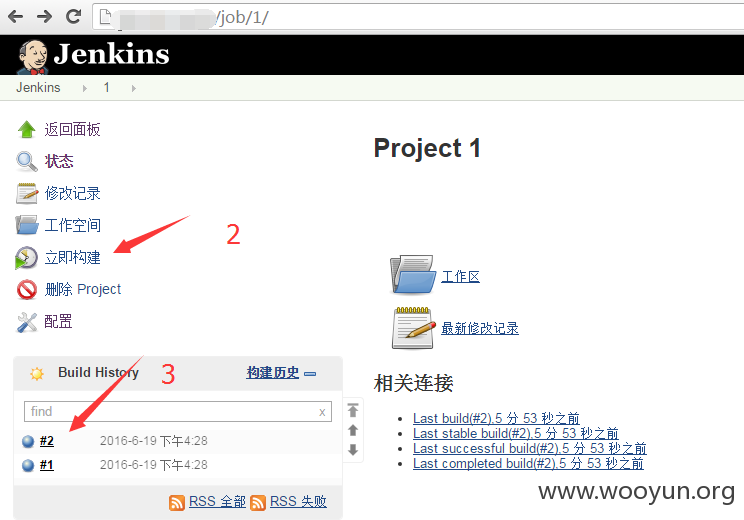 /job/1/
Jenkins
Jenkins 1
返回面板
状态
修改记录
工作空间
立即构建
2
删除 Project
配置
Build History
3
构建历史
find x
#2 2016-6-19 下午4:28
#1 2016-6-19 下午4:28
RSS 全部 RSS 失败
Project 1
工作区
最新修改记录
相关连接
Last build(#2),5 分 53 秒之前
Last stable build(#2),5 分 53 秒之前
Last successful build(#2),5 分 53 秒之前
Last completed build(#2),5 分 53 秒之前
www.wooyun.org